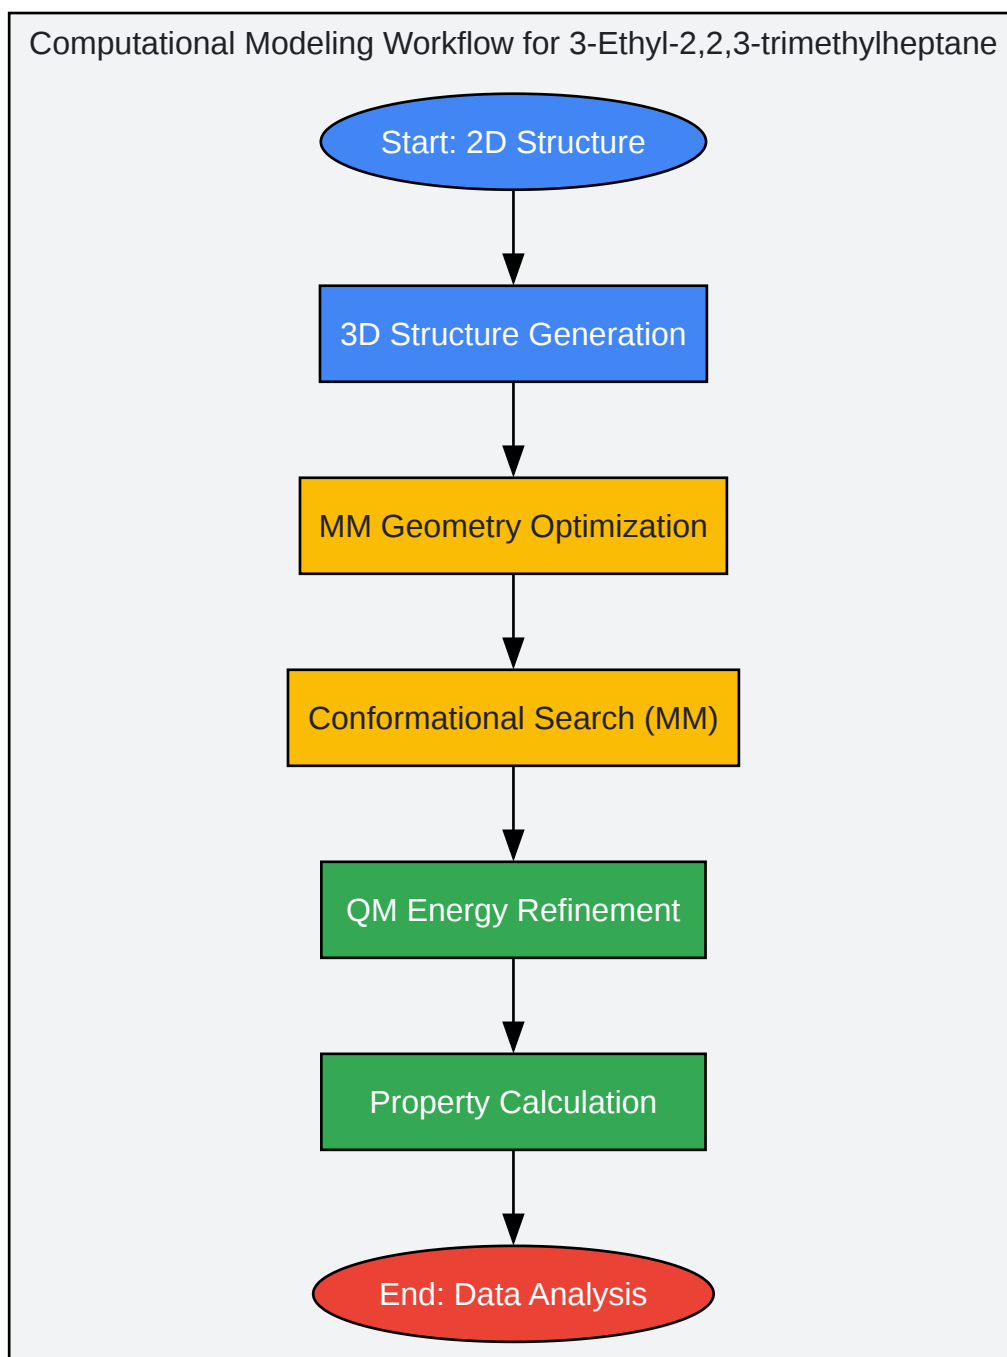 Computational Modeling Workflow for 3-Ethyl-2,2,3-trimethylheptane
Start: 2D Structure
3D Structure Generation
MM Geometry Optimization
Conformational Search (MM)
QM Energy Refinement
Property Calculation
End: Data Analysis